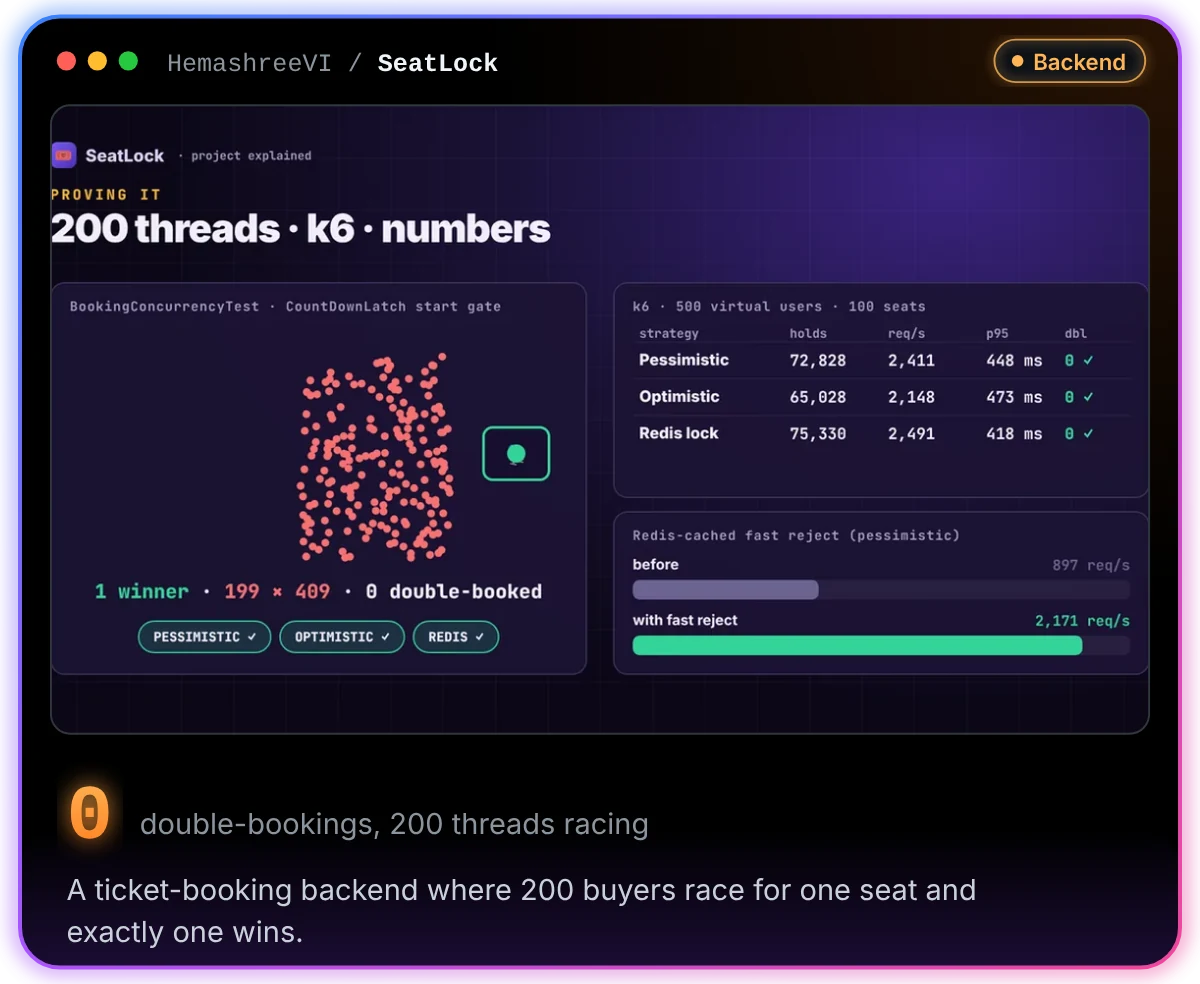 HemashreeVI / SeatLock
Backend
SeatLock · project explained
PROVING IT
200 threads · k6 · numbers
BookingConcurrencyTest · CountDownLatch start gate
1 winner · 199 × 409 · 0 double-booked
PESSIMISTIC ✓ OPTIMISTIC ✓ REDIS ✓
k6 · 500 virtual users · 100 seats
strategy holds req/s p95 dbl
Pessimistic 72,828 2,411 448 ms 0 ✓
Optimistic 65,028 2,148 473 ms 0 ✓
Redis lock 75,330 2,491 418 ms 0 ✓
Redis-cached fast reject (pessimistic)
before 897 req/s
with fast reject 2,171 req/s
0 double-bookings, 200 threads racing
A ticket-booking backend where 200 buyers race for one seat and
exactly one wins.